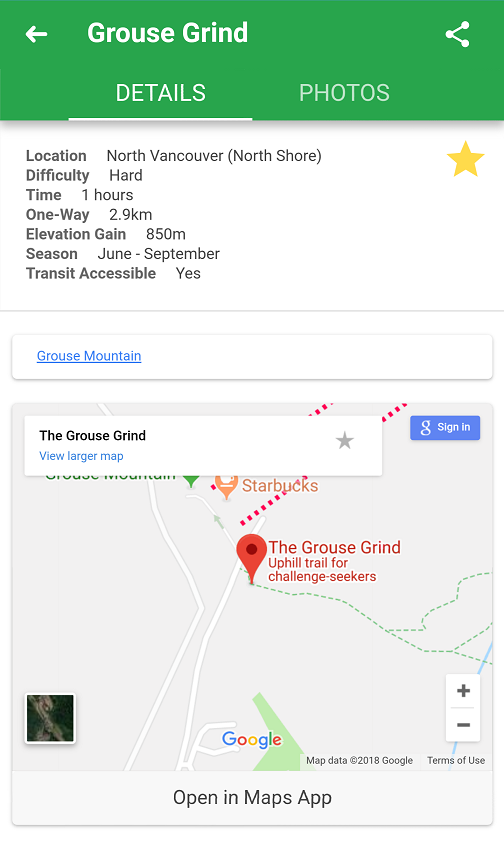 Grouse Grind
DETAILS PHOTOS
Location North Vancouver (North Shore)
Difficulty Hard
Time 1 hours
One-Way 2.9km
Elevation Gain 850m
Season June - September
Transit Accessible Yes
Grouse Mountain
The Grouse Grind
View larger map
Sign in
Grouse Mountain
Starbucks
The Grouse Grind
Uphill trail for
challenge-seekers
Google
Map data ©2018 Google Terms of Use
Open in Maps App